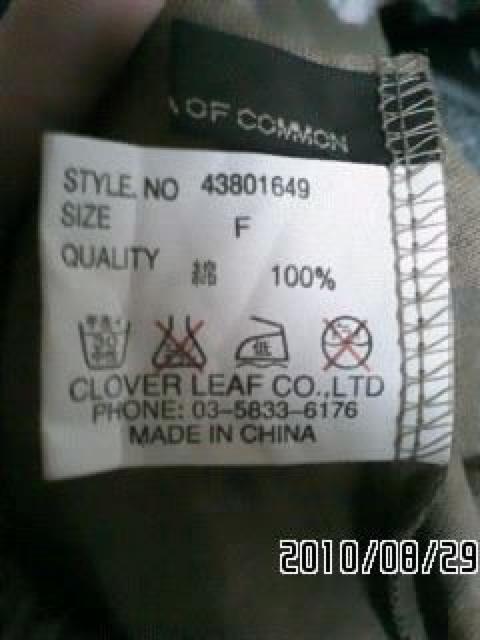 OF COMMON
STYLE. NO 43801649
SIZE F
QUALITY 100%
30
低
CLOVER LEAF CO.,LTD
PHONE: 03-5833-6176
MADE IN CHINA
2010/08/29